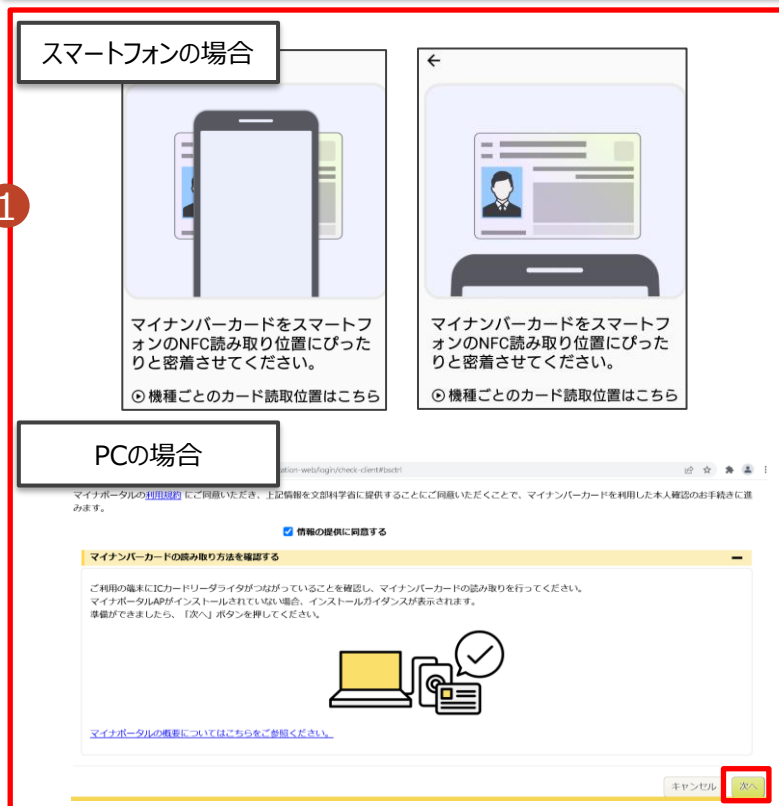 スマートフォンの場合
←
マイナンバーカードをスマートフ
ォンのNFC読み取り位置にぴった
りと密着させてください。
機種ごとのカード読取位置はこちら
マイナンバーカードをスマートフ
ォンのNFC読み取り位置にぴった
りと密着させてください。
機種ごとのカード読取位置はこちら
1
PCの場合
ation-web/login/check-client#bsctrl
マイナポータルの利用規約 にご同意いただき、上記情報を文部科学省に提供することにご同意いただくことで、マイナンバーカードを利用した本人確認のお手続きに進
みます。
情報の提供に同意する
マイナンバーカードの読み取り方法を確認する
ご利用の端末にICカードリーダライタがつながっていることを確認し、マイナンバーカードの読み取りを行ってください。
マイナポータルAPがインストールされていない場合、インストールガイダンスが表示されます。
準備ができましたら、「次へ」ボタンを押してください。
マイナポータルの概要についてはこちらをご参照ください。
キャンセル
次へ